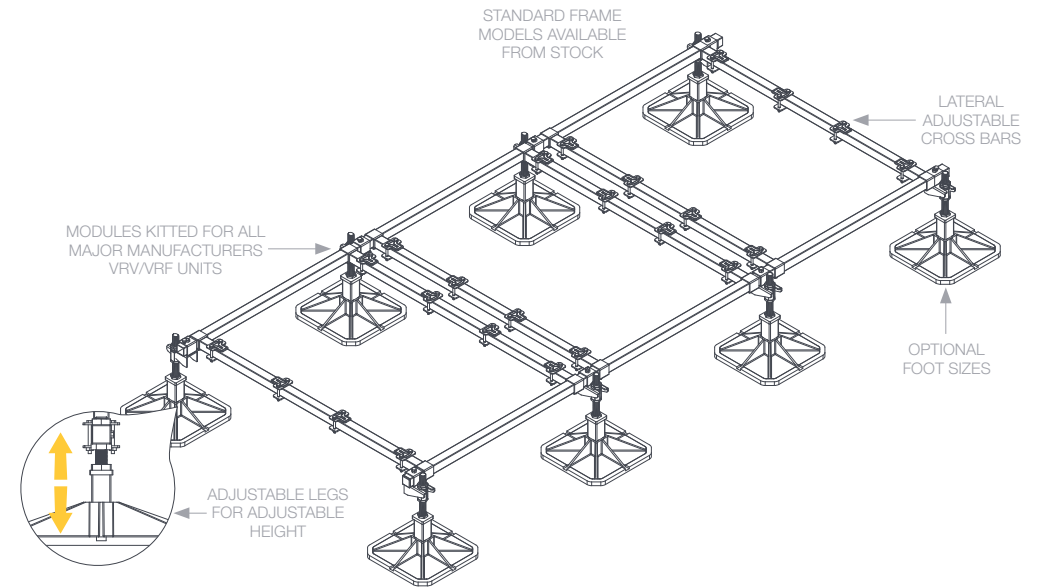 STANDARD FRAME
MODELS AVAILABLE
FROM STOCK
LATERAL
ADJUSTABLE
CROSS BARS
MODULES KITTED FOR ALL
MAJOR MANUFACTURERS
VRV/VRF UNITS
OPTIONAL
FOOT SIZES
ADJUSTABLE LEGS
FOR ADJUSTABLE
HEIGHT